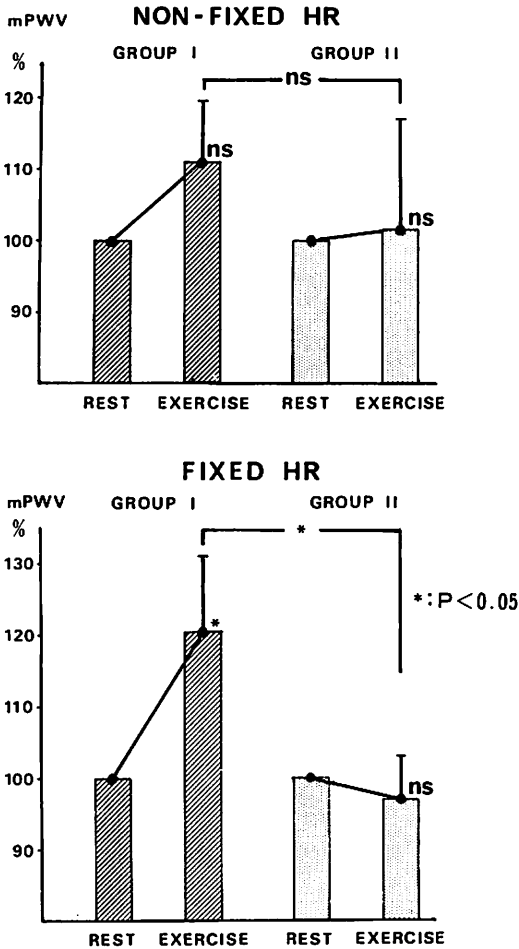 NON-FIXED HR
mPWV
%
GROUP I
GROUP II
ns
120
110
100
90
ns
ns
REST EXERCISE REST EXERCISE
FIXED HR
mPWV
%
GROUP I
GROUP II
*
130
120
110
100
90
*
ns
*:P<0.05
REST EXERCISE REST EXERCISE